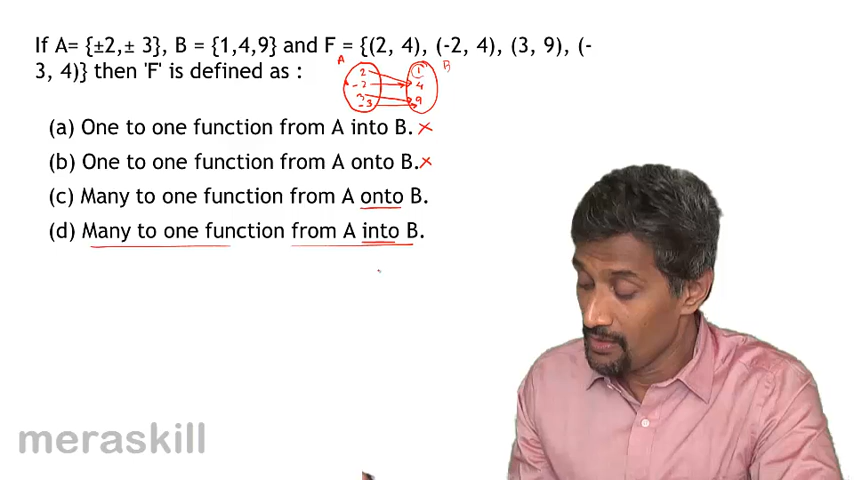 If A= {±2,± 3}, B = {1,4,9} and F = {(2, 4), (-2, 4), (3, 9), (-
3, 4)} then 'F' is defined as :
A B
2 1
-2 4
3 9
-3
(a) One to one function from A into B. ×
(b) One to one function from A onto B. ×
(c) Many to one function from A onto B.
(d) Many to one function from A into B.
meraskill